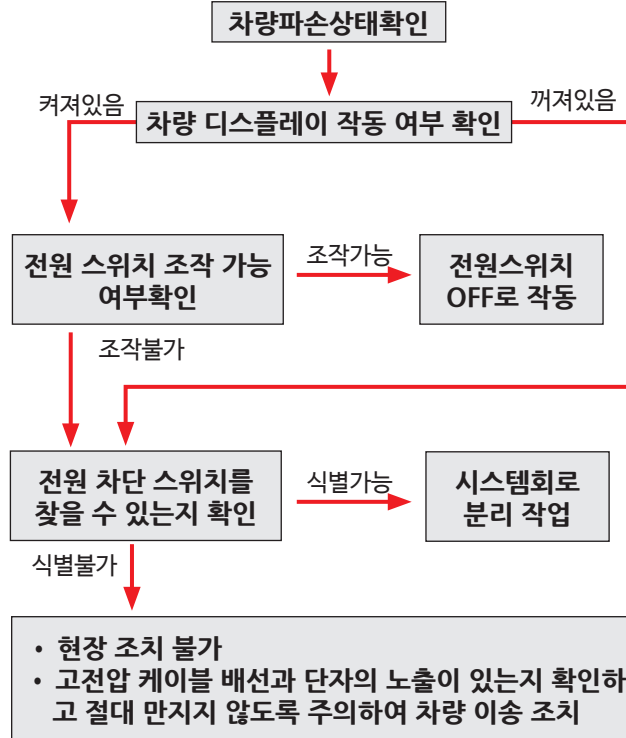 차량파손상태확인
켜져있음
꺼져있음
차량 디스플레이 작동 여부 확인
전원 스위치 조작 가능
여부확인
조작가능
전원스위치
OFF로 작동
조작불가
전원 차단 스위치를
찾을 수 있는지 확인
식별가능
시스템회로
분리 작업
식별불가
• 현장 조치 불가
• 고전압 케이블 배선과 단자의 노출이 있는지 확인하
고 절대 만지지 않도록 주의하여 차량 이송 조치